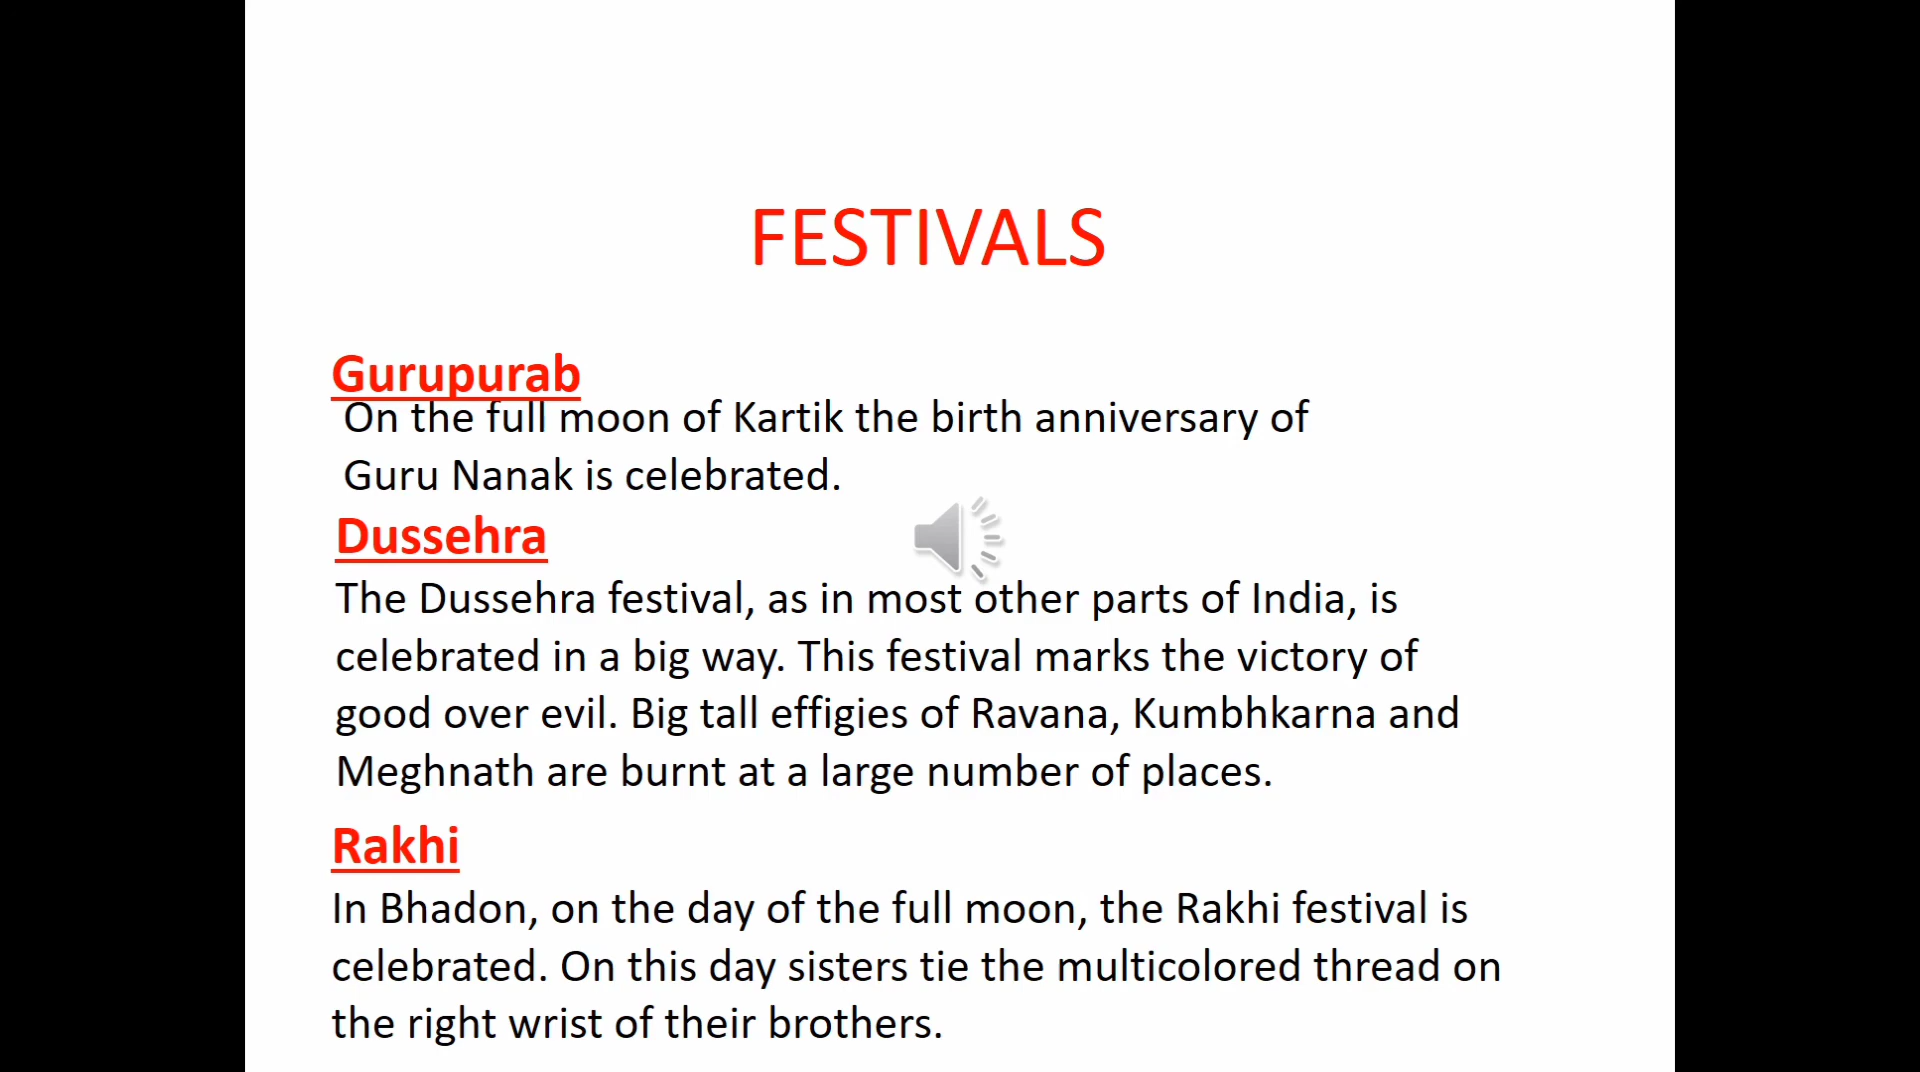 FESTIVALS
Gurupurab
On the full moon of Kartik the birth anniversary of
Guru Nanak is celebrated.
Dussehra
The Dussehra festival, as in most other parts of India, is
celebrated in a big way. This festival marks the victory of
good over evil. Big tall effigies of Ravana, Kumbhkarna and
Meghnath are burnt at a large number of places.
Rakhi
In Bhadon, on the day of the full moon, the Rakhi festival is
celebrated. On this day sisters tie the multicolored thread on
the right wrist of their brothers.